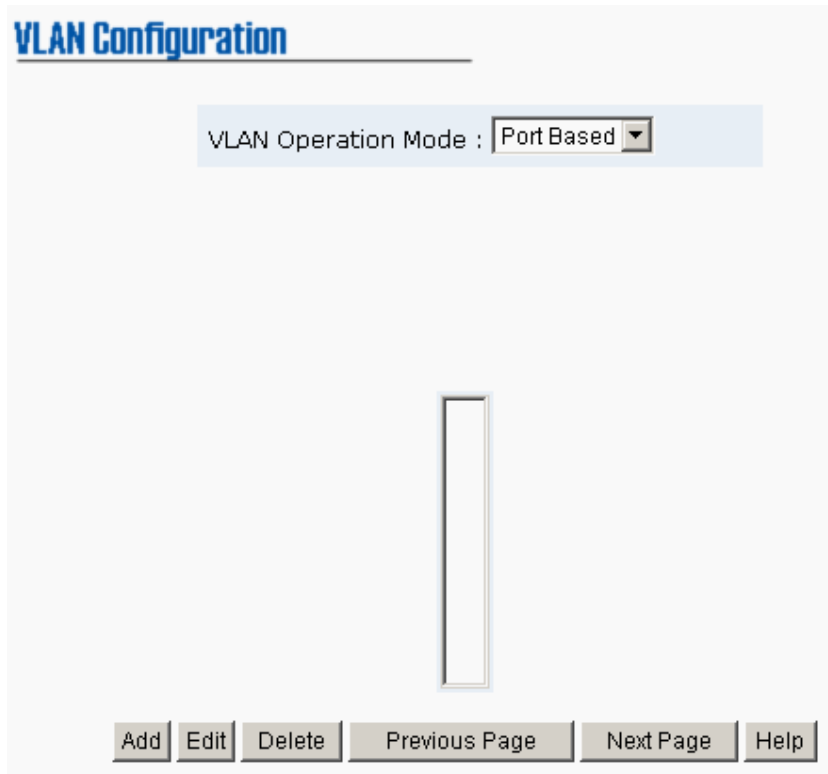 VLAN Configuration
VLAN Operation Mode : Port Based
Add Edit Delete Previous Page Next Page Help